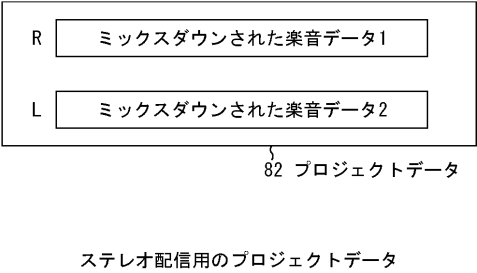 R ミックスダウンされた楽音データ1
L ミックスダウンされた楽音データ2
82 プロジェクトデータ
ステレオ配信用のプロジェクトデータ